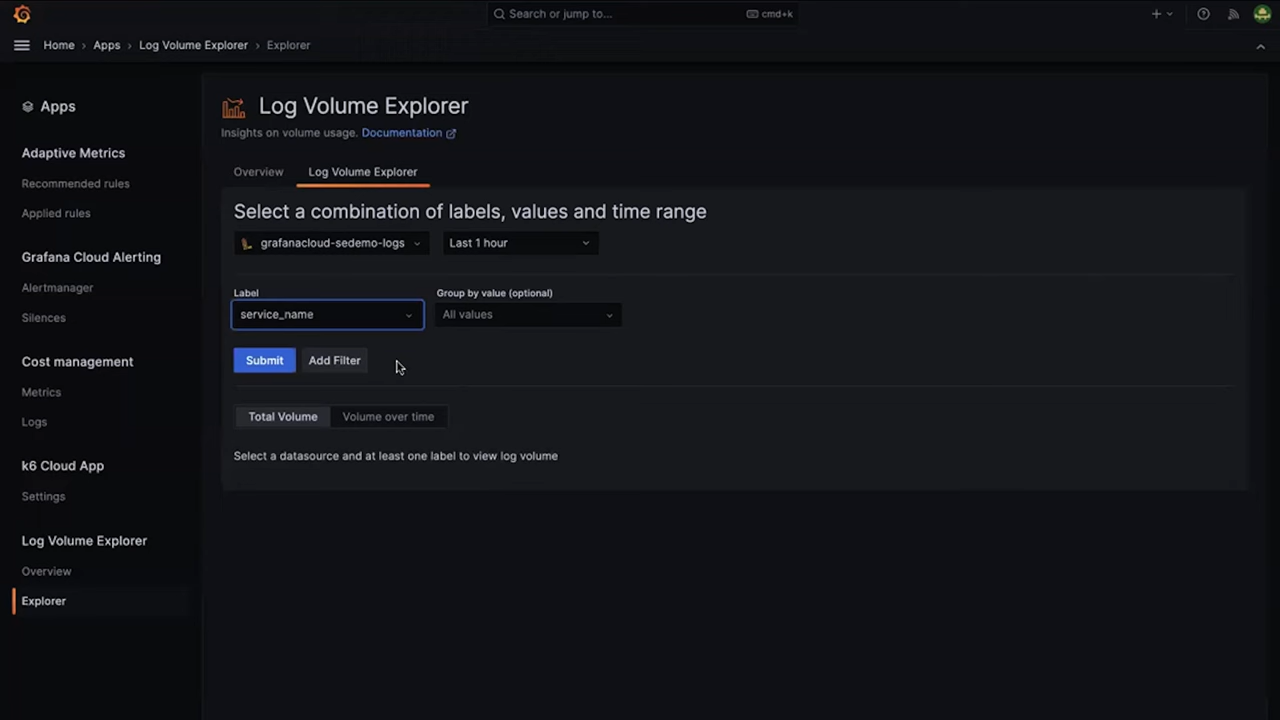 Search or jump to...
cmd+k
Home › Apps › Log Volume Explorer › Explorer
Apps
Adaptive Metrics
Recommended rules
Applied rules
Grafana Cloud Alerting
Alertmanager
Silences
Cost management
Metrics
Logs
k6 Cloud App
Settings
Log Volume Explorer
Overview
Explorer
Log Volume Explorer
Insights on volume usage. Documentation
Overview
Log Volume Explorer
Select a combination of labels, values and time range
grafanacloud-sedemo-logs
Last 1 hour
Label
Group by value (optional)
service_name
All values
Submit
Add Filter
Total Volume
Volume over time
Select a datasource and at least one label to view log volume